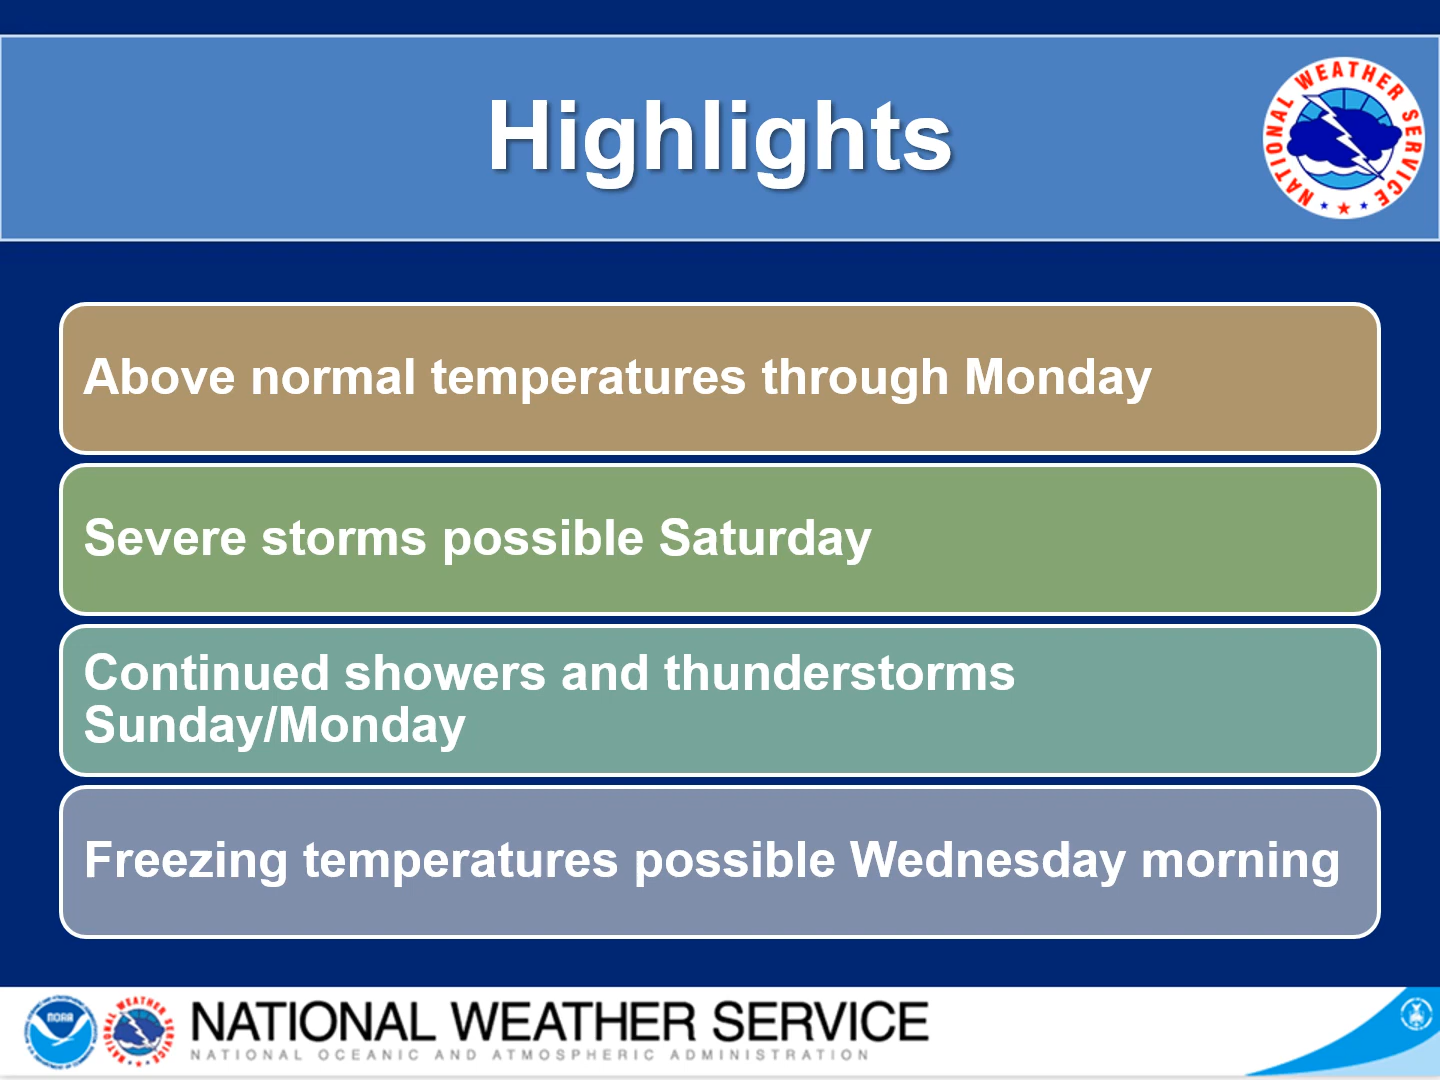 Highlights
NATIONAL WEATHER SERVICE
Above normal temperatures through Monday
Severe storms possible Saturday
Continued showers and thunderstorms
Sunday/Monday
Freezing temperatures possible Wednesday morning
NOAA
NATIONAL WEATHER SERVICE
NATIONAL WEATHER SERVICE
NATIONAL OCEANIC AND ATMOSPHERIC ADMINISTRATION